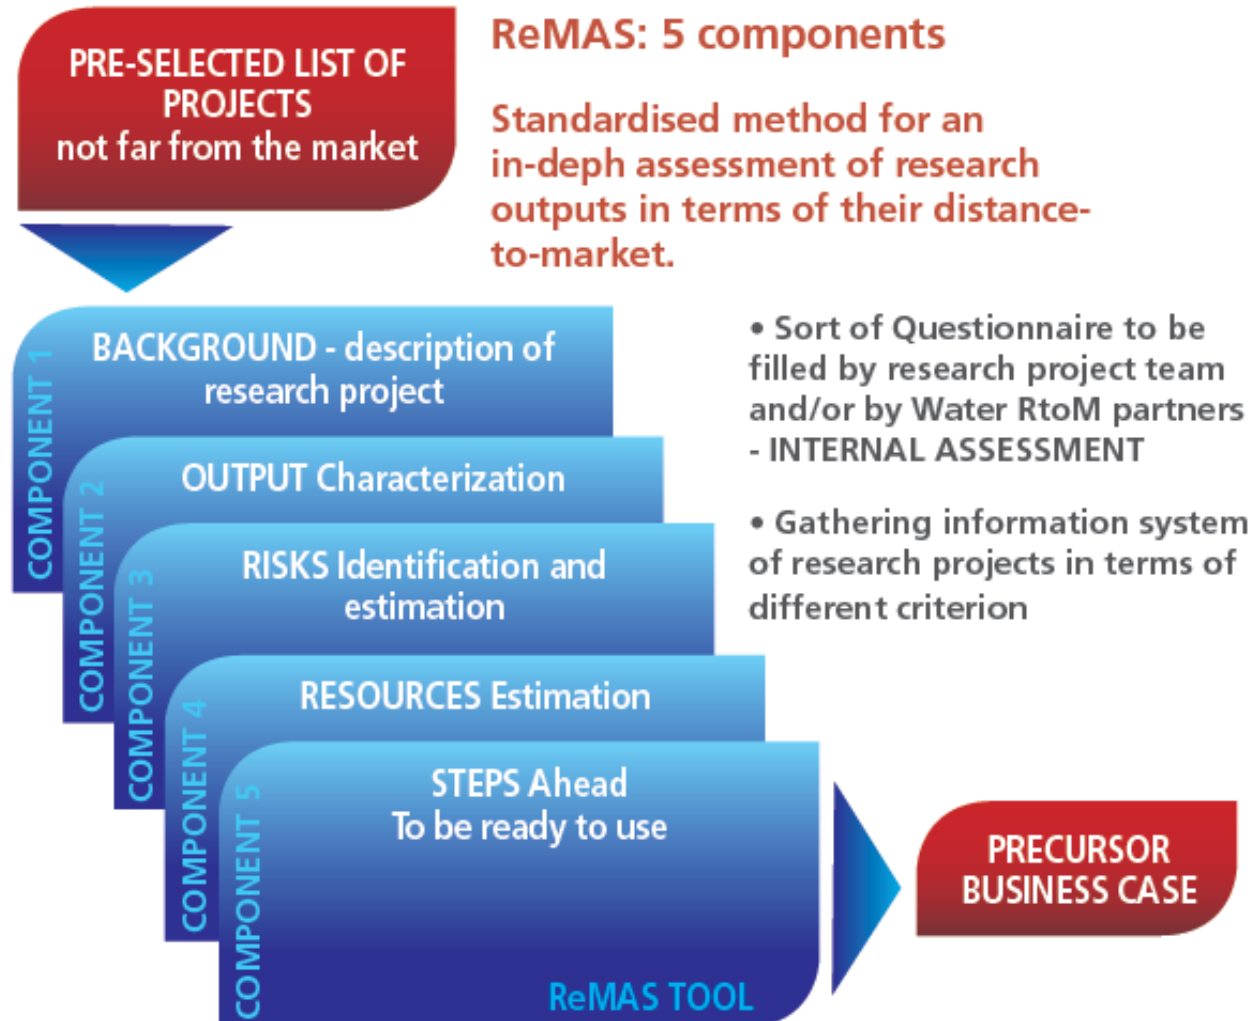 PRE-SELECTED LIST OF
PROJECTS
not far from the market
ReMAS: 5 components
Standardised method for an
in-deph assessment of research
outputs in terms of their distance-
to-market.
COMPONENT 1
BACKGROUND - description of
research project
COMPONENT 2
OUTPUT Characterization
COMPONENT 3
RISKS Identification and
estimation
COMPONENT 4
RESOURCES Estimation
COMPONENT 5
STEPS Ahead
To be ready to use
ReMAS TOOL
• Sort of Questionnaire to be
filled by research project team
and/or by Water RtoM partners
- INTERNAL ASSESSMENT
• Gathering information system
of research projects in terms of
different criterion
PRECURSOR
BUSINESS CASE